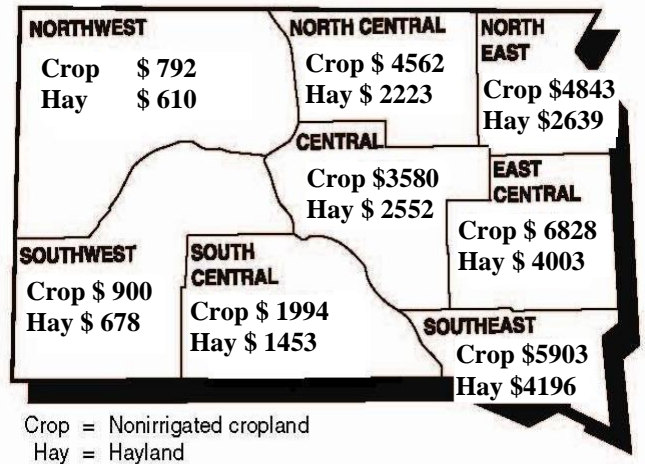 NORTHWEST
Crop $ 792
Hay $ 610
NORTH CENTRAL
Crop $ 4562
Hay $ 2223
NORTH
EAST
Crop $4843
Hay $2639
CENTRAL
Crop $3580
Hay $ 2552
EAST
CENTRAL
Crop $ 6828
Hay $ 4003
SOUTHWEST
Crop $ 900
Hay $ 678
SOUTH
CENTRAL
Crop $ 1994
Hay $ 1453
SOUTHEAST
Crop $5903
Hay $4196
Crop = Nonirrigated cropland
Hay = Hayland